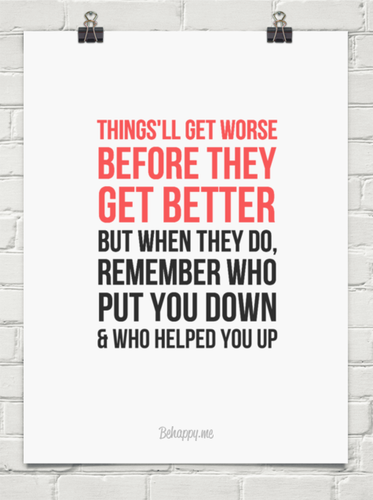 THINGS'LL GET WORSE
BEFORE THEY
GET BETTER
BUT WHEN THEY DO,
REMEMBER WHO
PUT YOU DOWN
& WHO HELPED YOU UP
Behappy.me